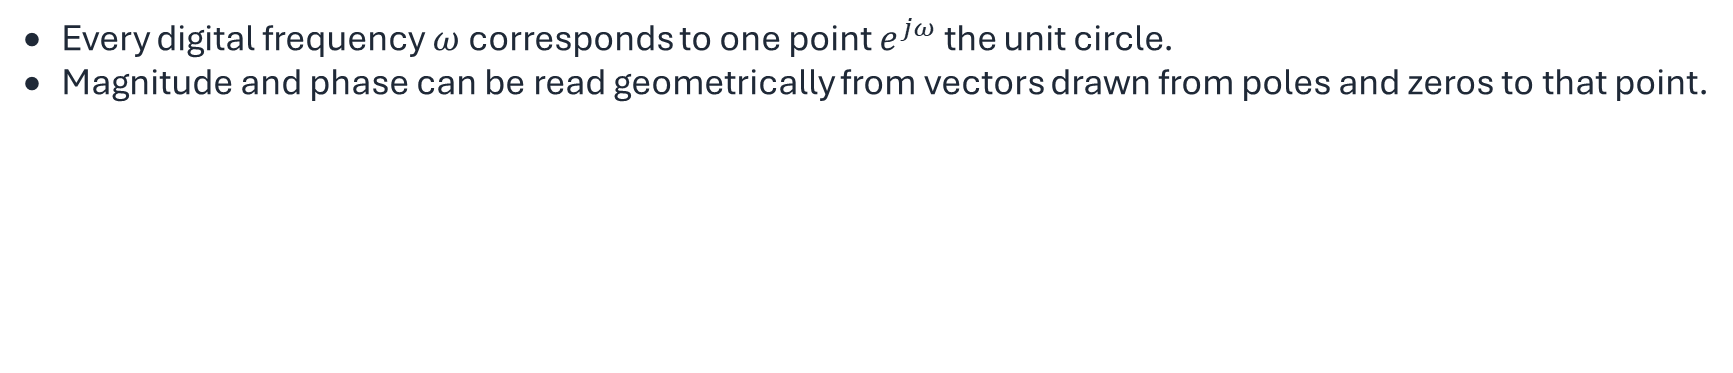 • Every digital frequency ω corresponds to one point e^{jω} the unit circle.
• Magnitude and phase can be read geometrically from vectors drawn from poles and zeros to that point.